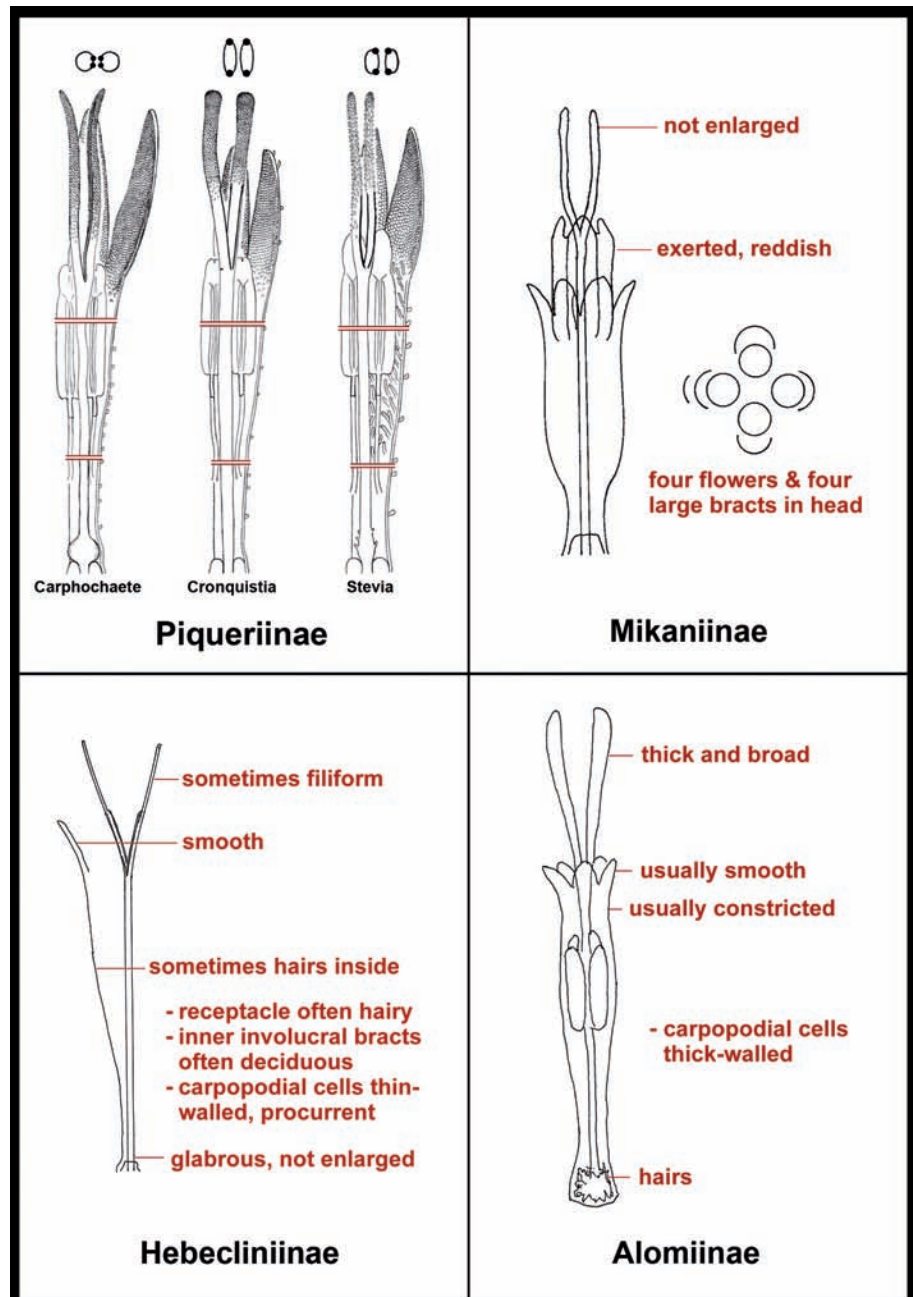 Carphochaete
Cronquistia
Stevia
Piqueriinae
not enlarged
exerted, reddish
four flowers & four
large bracts in head
Mikaniinae
sometimes filiform
smooth
sometimes hairs inside
- receptacle often hairy
- inner involucral bracts
often deciduous
- carpopodial cells thin-
walled, procurrent
glabrous, not enlarged
Hebecliniinae
thick and broad
usually smooth
usually constricted
- carpopodial cells
thick-walled
hairs
Alomiinae